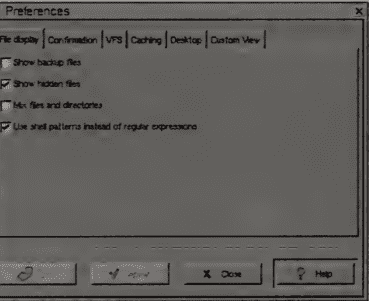 Preferences
File display Confirmation VFS Caching Desktop Custom View
Show backup files
Show hidden files
Mix files and directories
Use shell patterns instead of regular expressions
Close Help